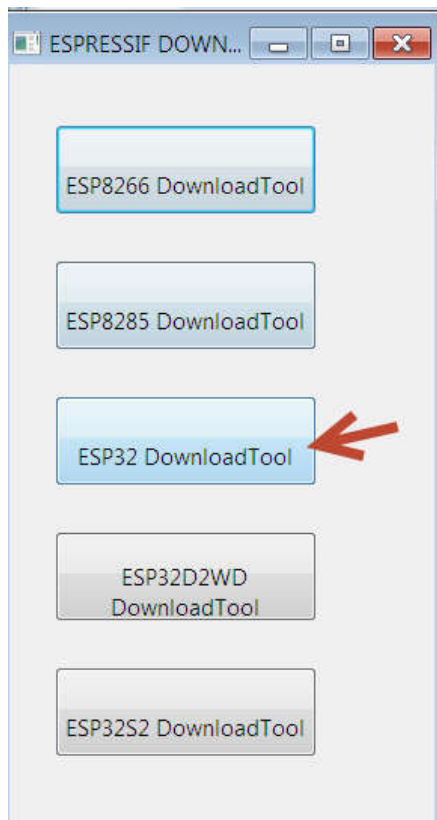 ESPRESSIF DOWN...
ESP8266 DownloadTool
ESP8285 DownloadTool
ESP32 DownloadTool
ESP32D2WD
DownloadTool
ESP32S2 DownloadTool